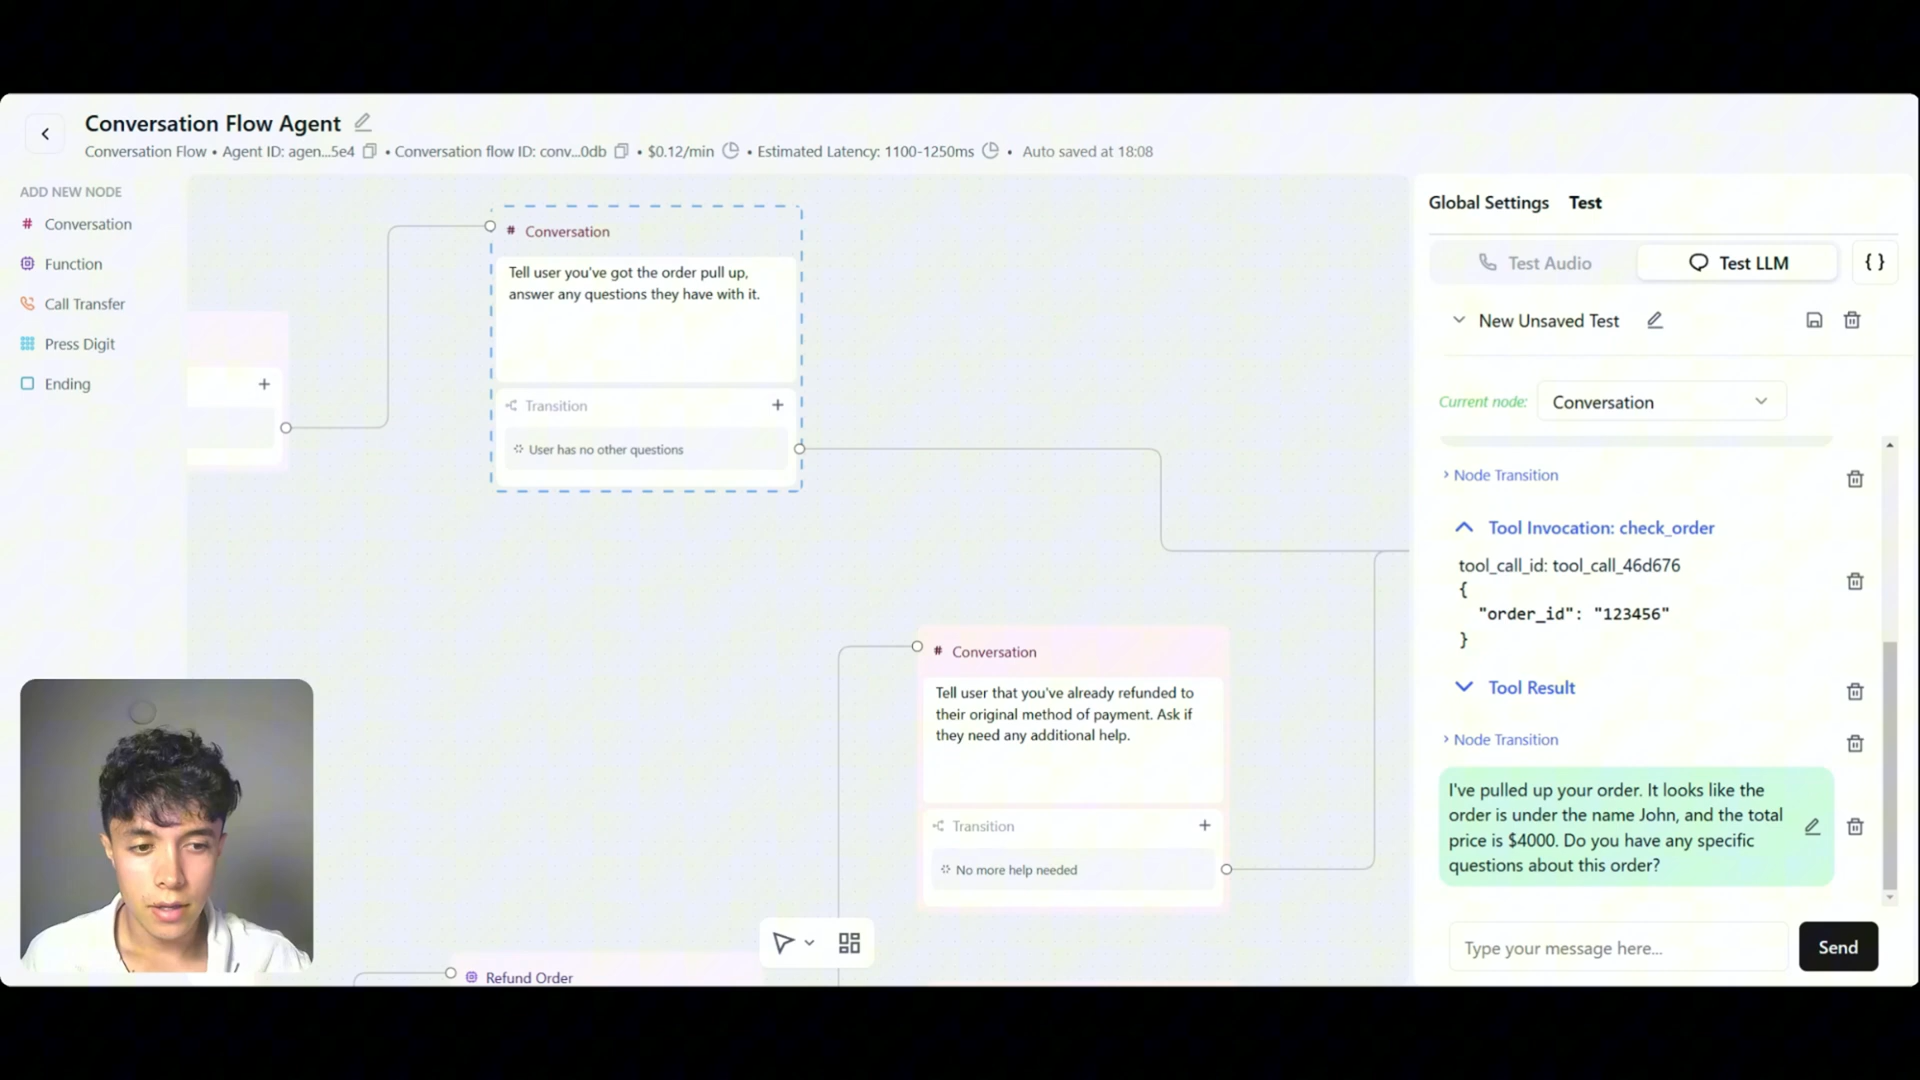 Conversation Flow Agent
Conversation Flow • Agent ID: agen...5e4 • Conversation flow ID: conv...0db • $0.12/min • Estimated Latency: 1100-1250ms • Auto saved at 18:08
ADD NEW NODE
# Conversation
Function
Call Transfer
Press Digit
Ending
# Conversation
Tell user you've got the order pull up,
answer any questions they have with it.
Transition +
User has no other questions
+
# Conversation
Tell user that you've already refunded to
their original method of payment. Ask if
they need any additional help.
Transition +
No more help needed
Refund Order
Global Settings Test
Test Audio Test LLM { }
New Unsaved Test
Current node: Conversation
Node Transition
Tool Invocation: check_order
tool_call_id: tool_call_46d676
{
"order_id": "123456"
}
Tool Result
Node Transition
I've pulled up your order. It looks like the
order is under the name John, and the total
price is $4000. Do you have any specific
questions about this order?
Type your message here...
Send